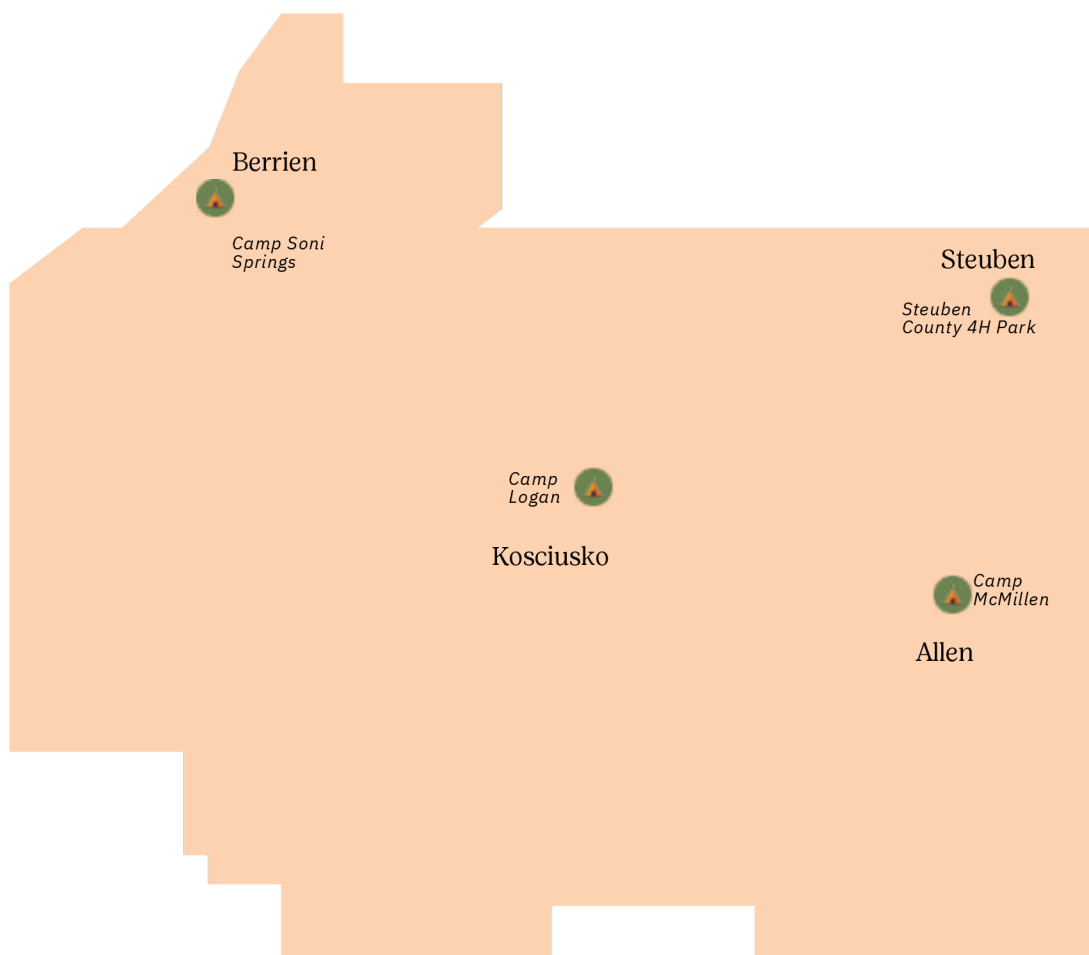 Berrien
Camp Soni
Springs
Steuben
Steuben
County 4H Park
Camp
Logan
Kosciusko
Camp
McMillen
Allen